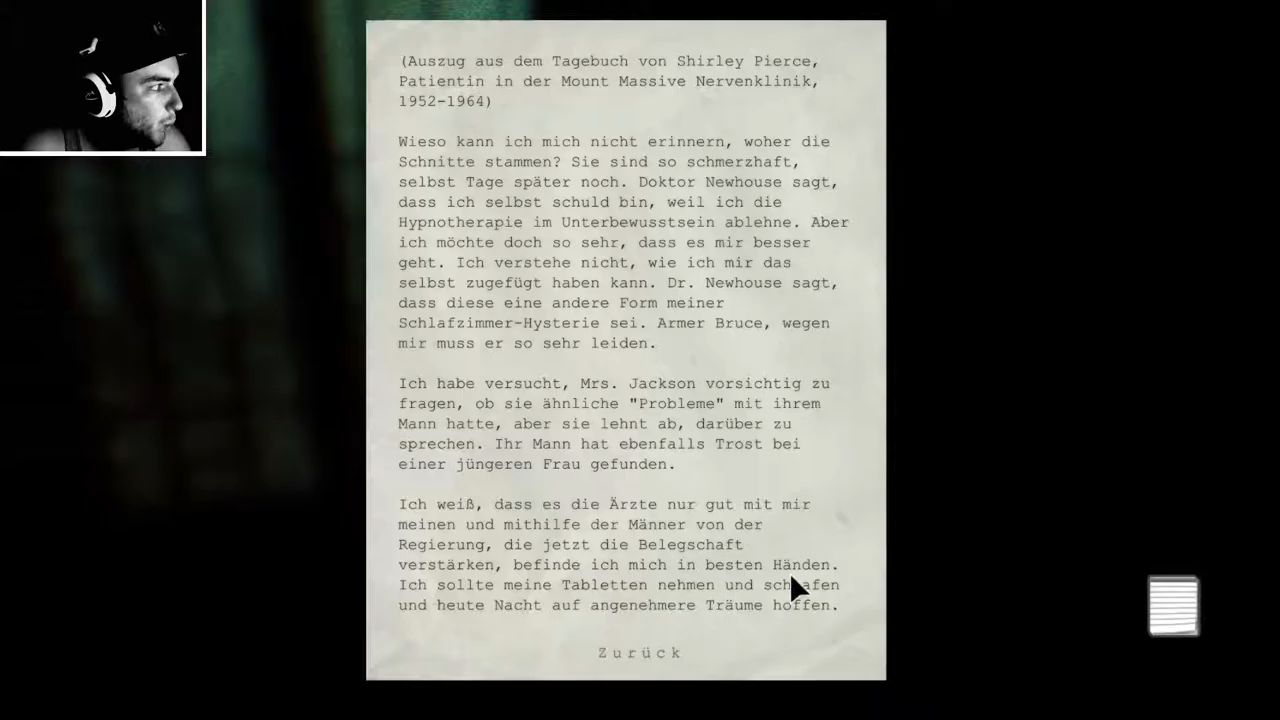 (Auszug aus dem Tagebuch von Shirley Pierce,
Patientin in der Mount Massive Nervenklinik,
1952-1964)
Wieso kann ich mich nicht erinnern, woher die
Schnitte stammen? Sie sind so schmerzhaft,
selbst Tage später noch. Doktor Newhouse sagt,
dass ich selbst schuld bin, weil ich die
Hypnotherapie im Unterbewusstsein ablehne. Aber
ich möchte doch so sehr, dass es mir besser
geht. Ich verstehe nicht, wie ich mir das
selbst zugefügt haben kann. Dr. Newhouse sagt,
dass diese eine andere Form meiner
Schlafzimmer-Hysterie sei. Armer Bruce, wegen
mir muss er so sehr leiden.
Ich habe versucht, Mrs. Jackson vorsichtig zu
fragen, ob sie ähnliche "Probleme" mit ihrem
Mann hatte, aber sie lehnt ab, darüber zu
sprechen. Ihr Mann hat ebenfalls Trost bei
einer jüngeren Frau gefunden.
Ich weiß, dass es die Ärzte nur gut mit mir
meinen und mithilfe der Männer von der
Regierung, die jetzt die Belegschaft
verstärken, befinde ich mich in besten Händen.
Ich sollte meine Tabletten nehmen und schlafen
und heute Nacht auf angenehmere Träume hoffen.
Zurück